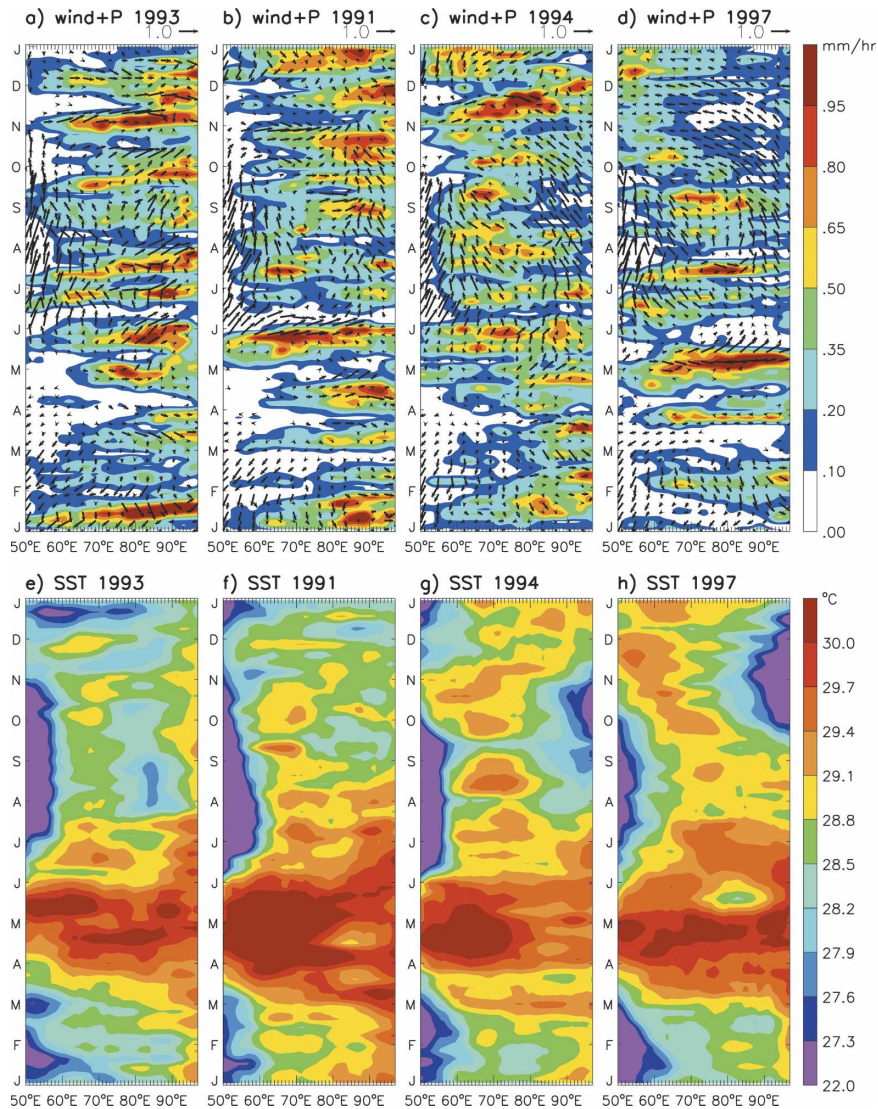 a) wind+P 1993 b) wind+P 1991 c) wind+P 1994 d) wind+P 1997
1.0 1.0 1.0 1.0
J
D
N
O
S
A
J
J
M
A
M
F
J
J
D
N
O
S
A
J
J
M
A
M
F
J
J
D
N
O
S
A
J
J
M
A
M
F
J
J
D
N
O
S
A
J
J
M
A
M
F
J
mm/hr
.95
.80
.65
.50
.35
.20
.10
.00
50°E 60°E 70°E 80°E 90°E 50°E 60°E 70°E 80°E 90°E 50°E 60°E 70°E 80°E 90°E 50°E 60°E 70°E 80°E 90°E
e) SST 1993 f) SST 1991 g) SST 1994 h) SST 1997
J
D
N
O
S
A
J
J
M
A
M
F
J
J
D
N
O
S
A
J
J
M
A
M
F
J
J
D
N
O
S
A
J
J
M
A
M
F
J
J
D
N
O
S
A
J
J
M
A
M
F
J
°C
30.0
29.7
29.4
29.1
28.8
28.5
28.2
27.9
27.6
27.3
22.0
50°E 60°E 70°E 80°E 90°E 50°E 60°E 70°E 80°E 90°E 50°E 60°E 70°E 80°E 90°E 50°E 60°E 70°E 80°E 90°E